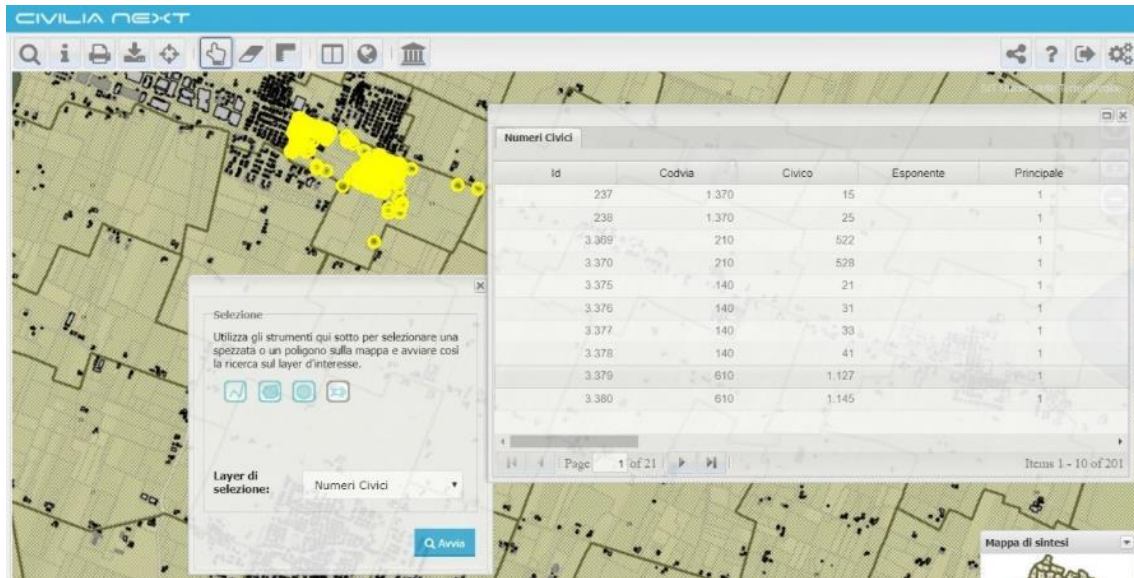 CIVILIA NEXT
Numeri Civici
Id Codvia Civico Esponente Principale
237 1.370 15 1
238 1.370 25 1
3.369 210 522 1
3.370 210 528 1
3.375 140 21 1
3.376 140 31 1
3.377 140 33 1
3.378 140 41 1
3.379 610 1.127 1
3.380 610 1.145 1
Page 1 of 21
Items 1 - 10 of 201
Selezione
Utilizza gli strumenti qui sotto per selezionare una
spezzata o un poligono sulla mappa e avviare così
la ricerca sul layer d'interesse.
Layer di
selezione:
Numeri Civici
Avvia
Mappa di sintesi